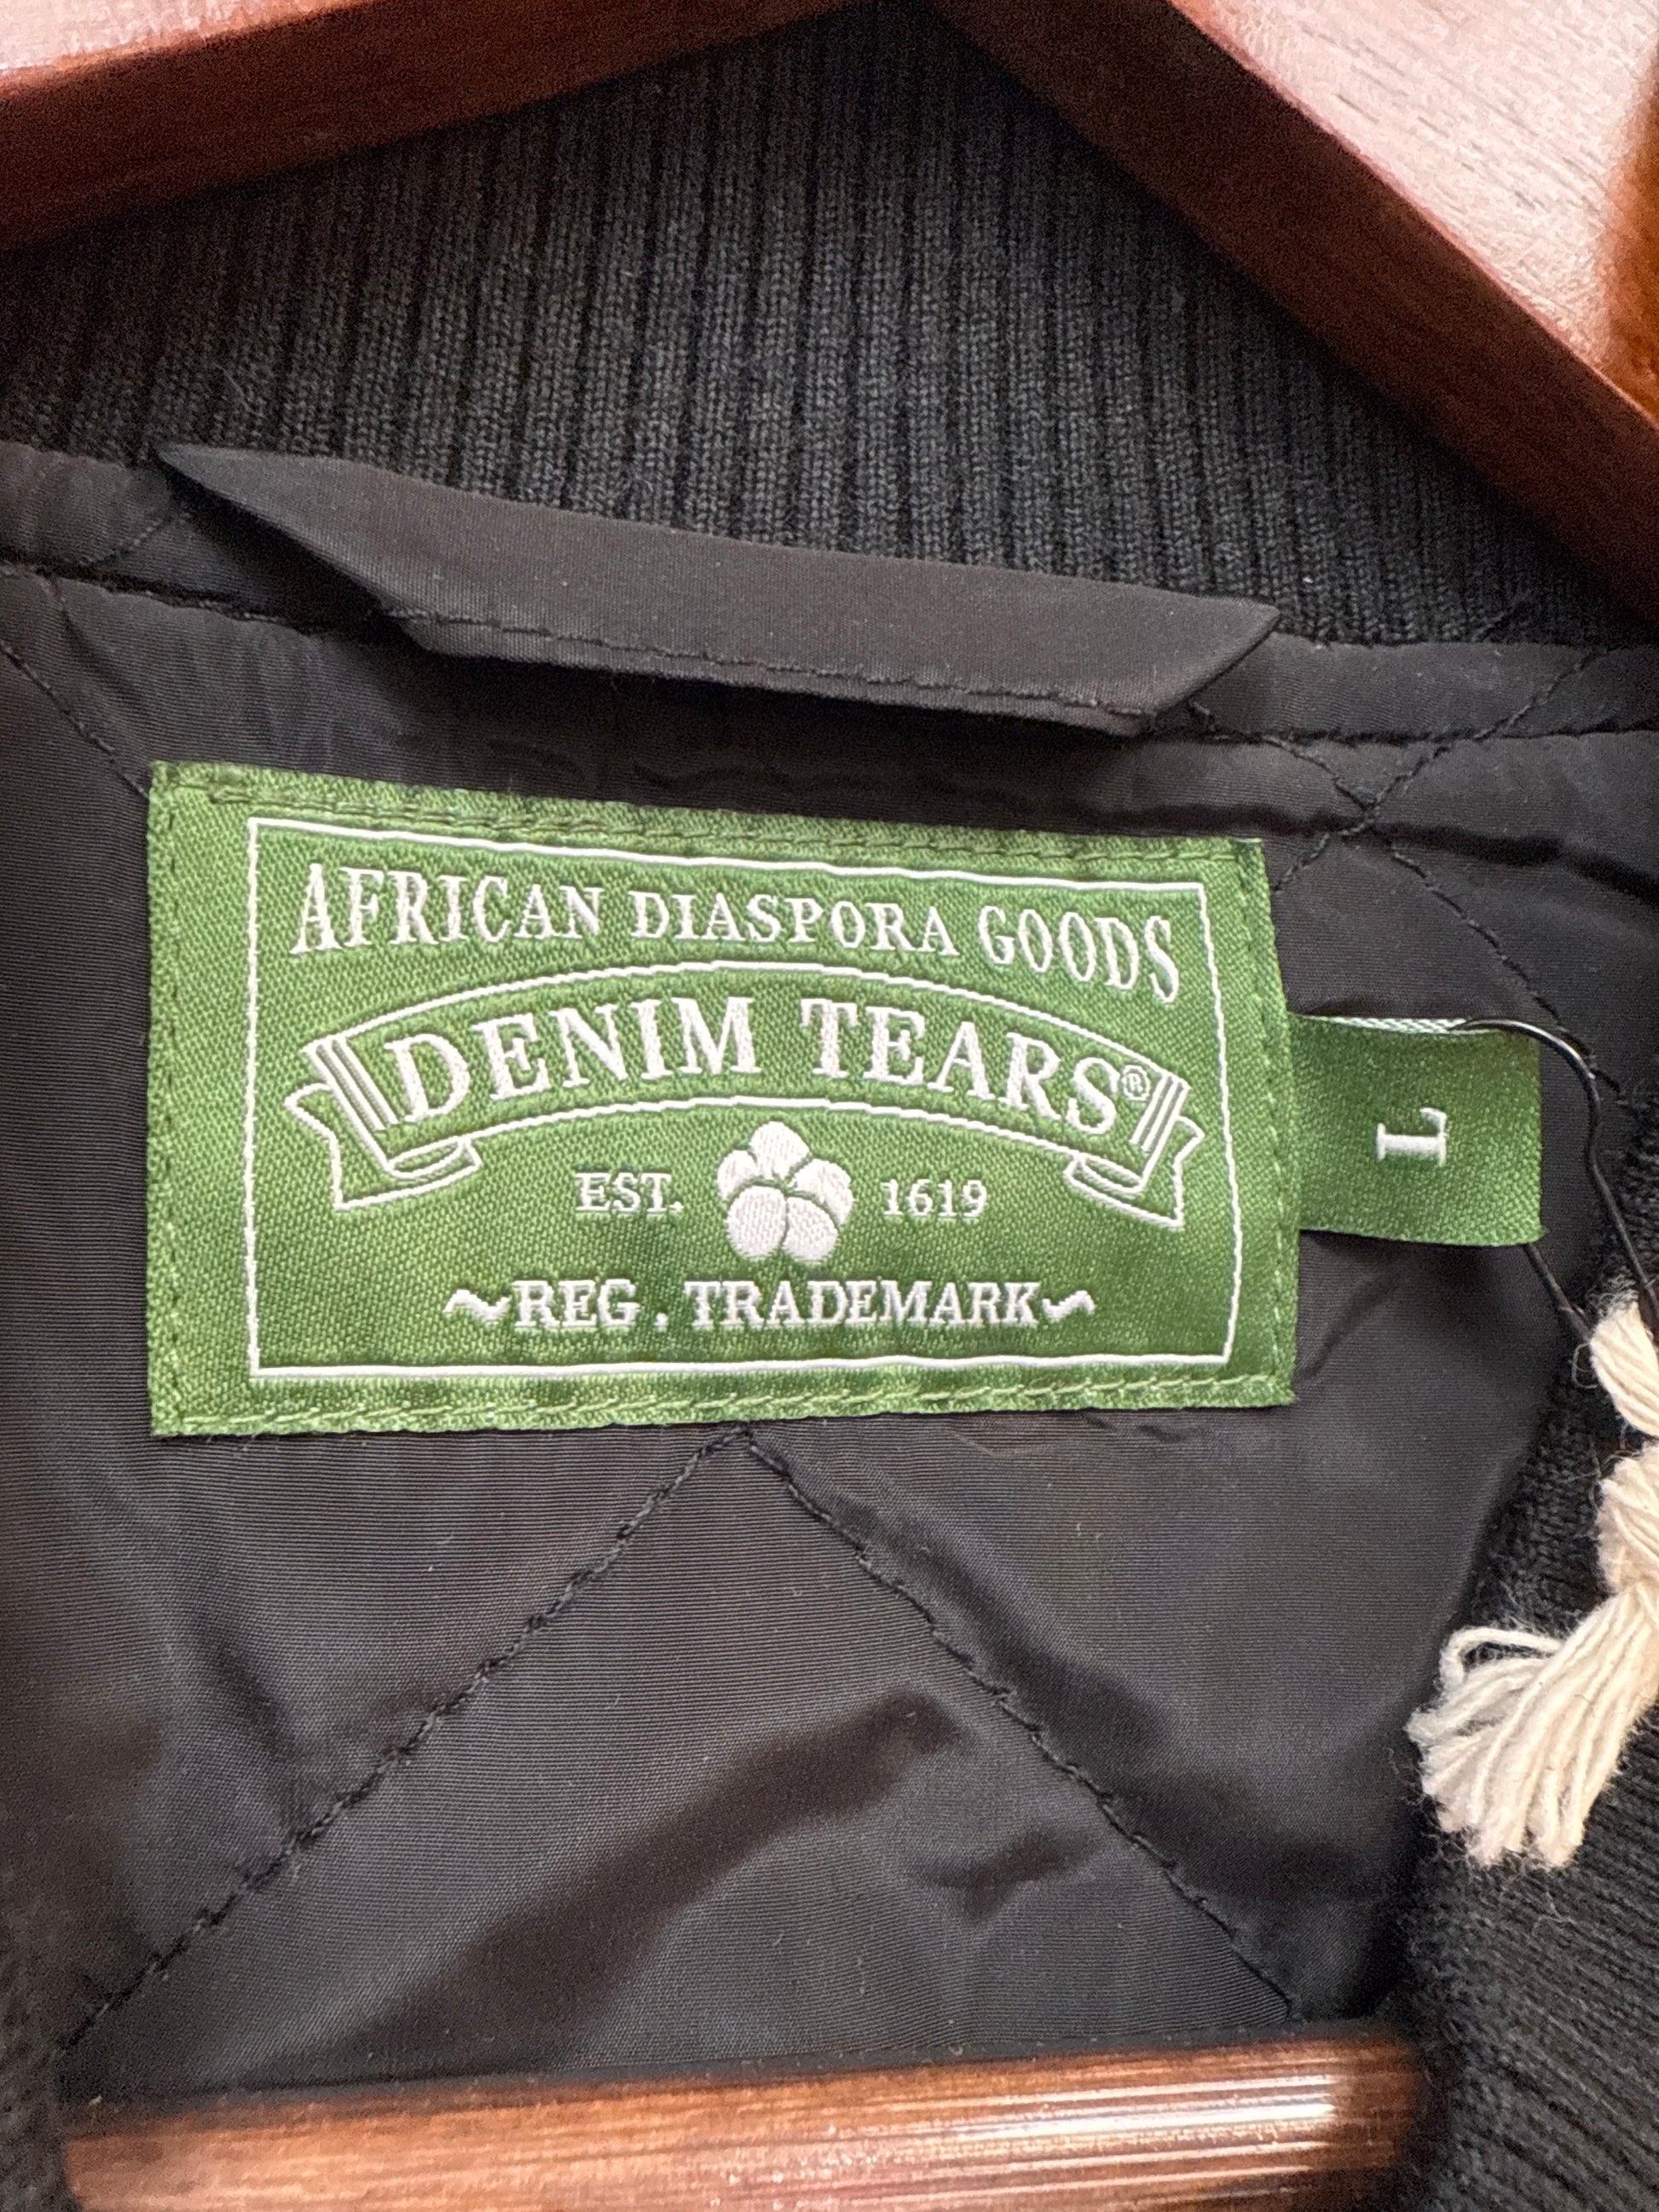 AFRICAN DIASPORA GOODS
DENIM TEARS®
EST. 1619
~REG . TRADEMARK~
L